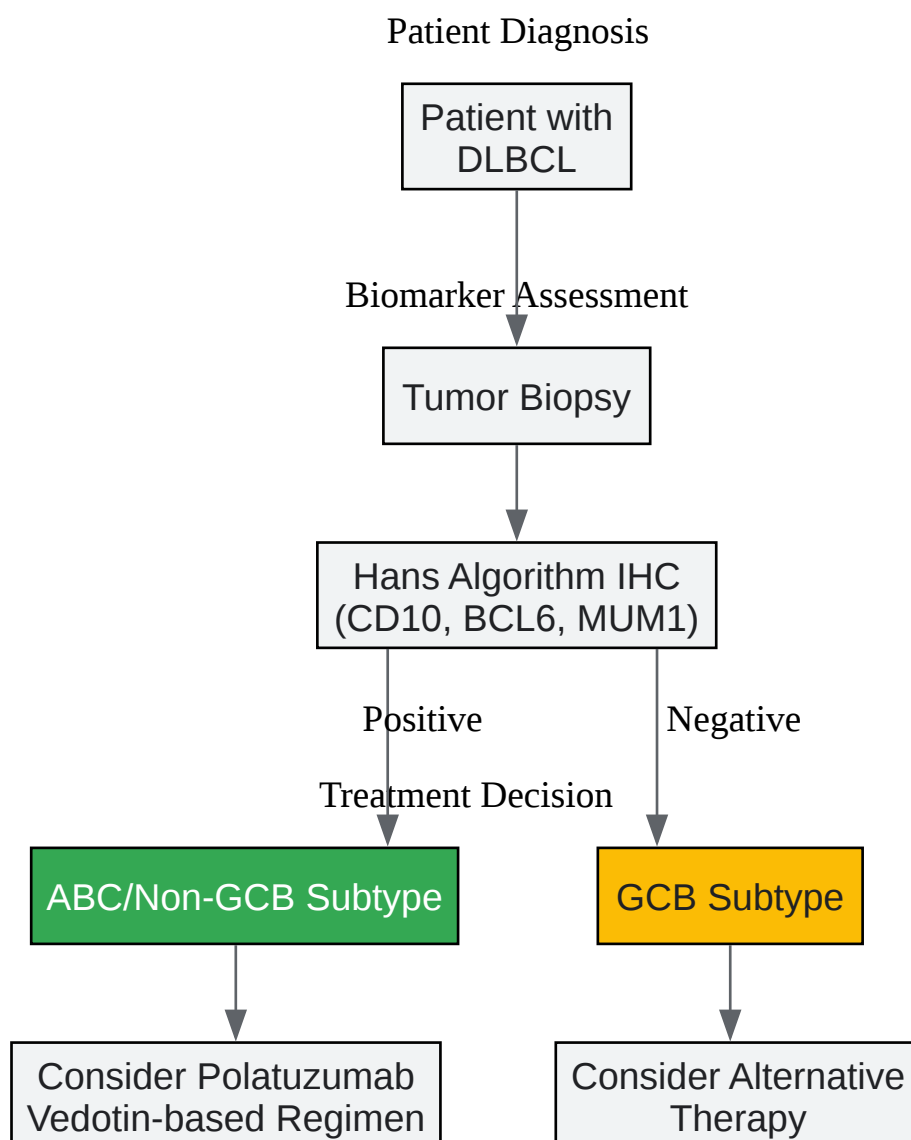 Patient Diagnosis
Patient with
DLBCL
Biomarker Assessment
Tumor Biopsy
Hans Algorithm IHC
(CD10, BCL6, MUM1)
Positive
Negative
Treatment Decision
ABC/Non-GCB Subtype
GCB Subtype
Consider Polatuzumab
Vedotin-based Regimen
Consider Alternative
Therapy